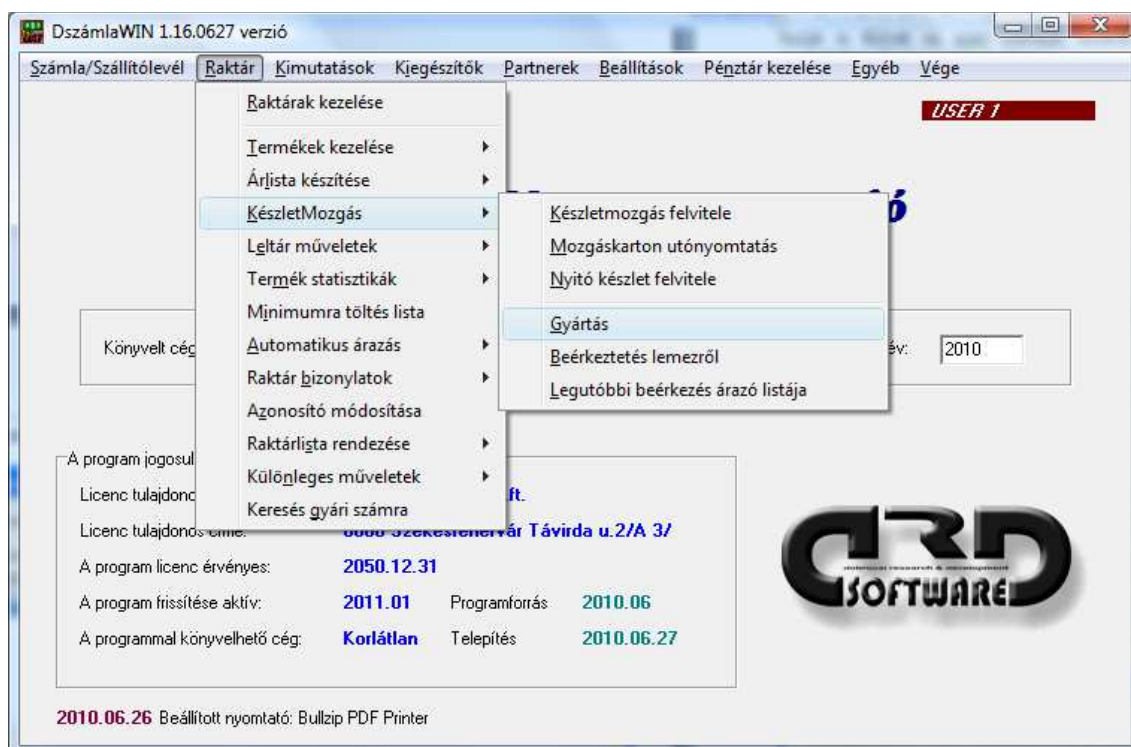 DszámlaWIN 1.16.0627 verzió
Számla/Szállítólevél Raktár Kimutatások Kjegészítők Partnerek Beállítások Pénztár kezelése Egyéb Vége
USER 1
Raktárak kezelése
Termékek kezelése
Árlista készítése
KészletMozgás
Leltár műveletek
Termék statisztikák
Minimumra töltés lista
Automatikus árazás
Raktár bizonylatok
Azonosító módosítása
Raktárlista rendezése
Különleges műveletek
Keresés gyári számra
ó
Készletmozgás felvitele
Mozgáskarton utónyomtatás
Nyitó készlet felvitele
Gyártás
Beérkeztetés lemezről
Legutóbbi beérkezés árazó listája
Könyvelt cég
év: 2010
A program jogosul
Licenc tulajdono ft.
Licenc tulajdonos címe: 8000 Székesfehérvár Távirda u.2/A 3/
A program licenc érvényes: 2050.12.31
A program frissítése aktív: 2011.01 Programforrás 2010.06
A programmal könyvelhető cég: Korlátlan Telepítés 2010.06.27
DRD
SOFTWARE
2010.06.26 Beállított nyomtató: Bullzip PDF Printer